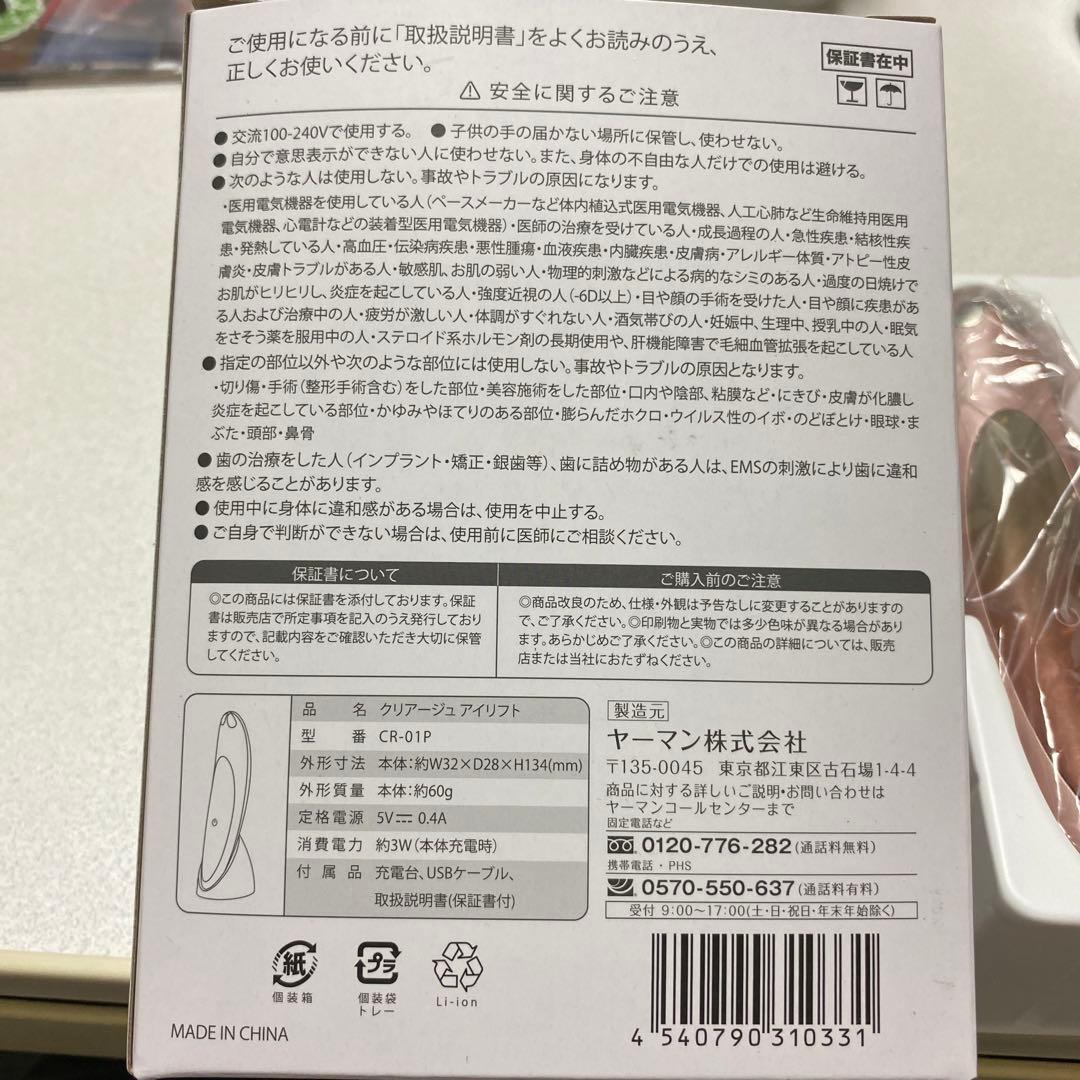 ご使用になる前に「取扱説明書」をよくお読みのうえ、
正しくお使いください。
保証書在中
⚠ 安全に関するご注意
●交流100-240Vで使用する。 ●子供の手の届かない場所に保管し、使わせない。
●自分で意思表示ができない人に使わせない。また、身体の不自由な人だけでの使用は避ける。
●次のような人は使用しない。事故やトラブルの原因になります。
・医用電気機器を使用している人（ペースメーカーなど体内植込式医用電気機器、人工心肺など生命維持用医用
電気機器、心電計などの装着型医用電気機器）・医師の治療を受けている人・成長過程の人・急性疾患・結核性疾
患・発熱している人・高血圧・伝染病疾患・悪性腫瘍・血液疾患・内臓疾患・皮膚病・アレルギー体質・アトピー性皮
膚炎・皮膚トラブルがある人・敏感肌、お肌の弱い人・物理的刺激などによる病的なシミのある人・過度の日焼けで
お肌がヒリヒリし、炎症を起こしている人・強度近視の人（-6D以上）・目や顔の手術を受けた人・目や顔に疾患があ
る人および治療中の人・疲労が激しい人・体調がすぐれない人・酒気帯びの人・妊娠中、生理中、授乳中の人・眠気
をさそう薬を服用中の人・ステロイド系ホルモン剤の長期使用や、肝機能障害で毛細血管拡張を起こしている人
●指定の部位以外や次のような部位には使用しない。事故やトラブルの原因となります。
・切り傷・手術（整形手術含む）をした部位・美容施術をした部位・口内や陰部、粘膜など・にきび・皮膚が化膿し
炎症を起こしている部位・かゆみやほてりのある部位・膨らんだホクロ・ウイルス性のイボ・のどぼとけ・眼球・ま
ぶた・頭部・鼻骨
●歯の治療をした人（インプラント・矯正・銀歯等）、歯に詰め物がある人は、EMSの刺激により歯に違和
感を感じることがあります。
●使用中に身体に違和感がある場合は、使用を中止する。
●ご自身で判断ができない場合は、使用前に医師にご相談ください。
保証書について
◎この商品には保証書を添付しております。保証
書は販売店で所定事項を記入のうえ発行しており
ますので、記載内容をご確認いただき大切に保管
してください。
ご購入前のご注意
◎商品改良のため、仕様・外観は予告なしに変更することがありますの
で、ご了承ください。◎印刷物と実物では多少色味が異なる場合があり
ます。あらかじめご了承ください。◎この商品の詳細については、販売
店または当社におたずねください。
品名 クリアージュ アイリフト
型番 CR-01P
外形寸法 本体：約W32×D28×H134(mm)
外形質量 本体：約60g
定格電源 5V⎓ 0.4A
消費電力 約3W（本体充電時）
付属品 充電台、USBケーブル、
取扱説明書(保証書付)
製造元
ヤーマン株式会社
〒135-0045 東京都江東区古石場1-4-4
商品に対する詳しいご説明・お問い合わせは
ヤーマンコールセンターまで
固定電話など
0120-776-282（通話料無料）
携帯電話・PHS
0570-550-637（通話料有料）
受付 9:00〜17:00(土・日・祝日・年末年始除く)
紙
個装箱
プラ
個装袋
トレー
Li-ion
MADE IN CHINA
4 540790 310331